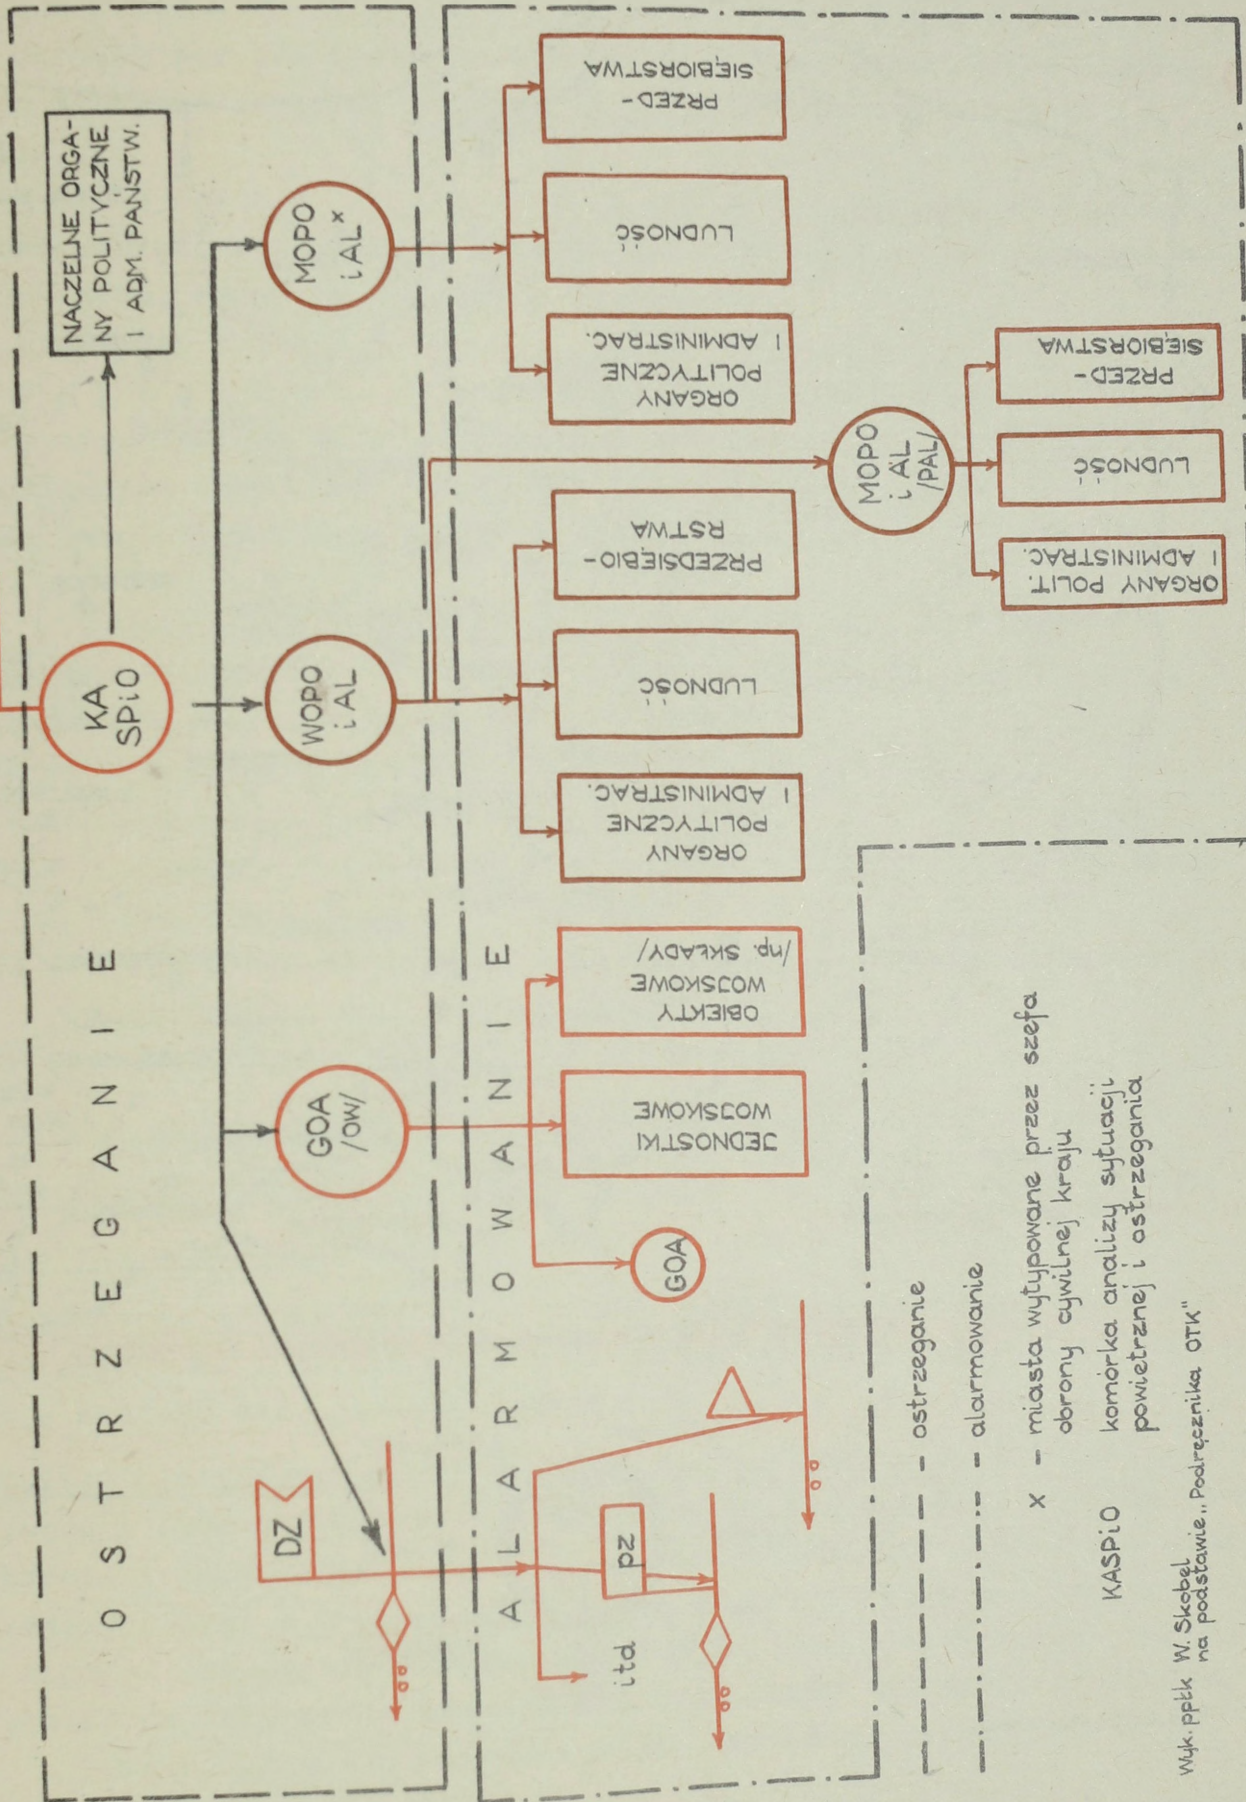 OSTRZEGANIE
KA
SPiO
NACZELNE ORGA-
NY POLITYCZNE
I ADM. PAŃSTW.
DZ
GOA
/OW/
WOPO
i AL
MOPO
i AL x
ALARMOWANIE
itd
pz
GOA
JEDNOSTKI
WOJSKOWE
OBIEKTY
WOJSKOWE
/np. SKŁADY/
ORGANY
POLITYCZNE
I ADMINISTRAC.
LUDNOŚĆ
PRZEDSIĘBIO-
RSTWA
ORGANY
POLITYCZNE
I ADMINISTRAC.
LUDNOŚĆ
PRZED-
SIĘBIORSTWA
MOPO
i AL
/PAL/
ORGANY POLIT.
I ADMINISTRAC.
LUDNOŚĆ
PRZED-
SIĘBIORSTWA
- ostrzeganie
- alarmowanie
x - miasta wytypowane przez szefa
obrony cywilnej kraju
KASPiO komórka analizy sytuacji
powietrznej i ostrzegania
Wyk. ppłk W. Skobel
na podstawie „Podręcznika OTK"